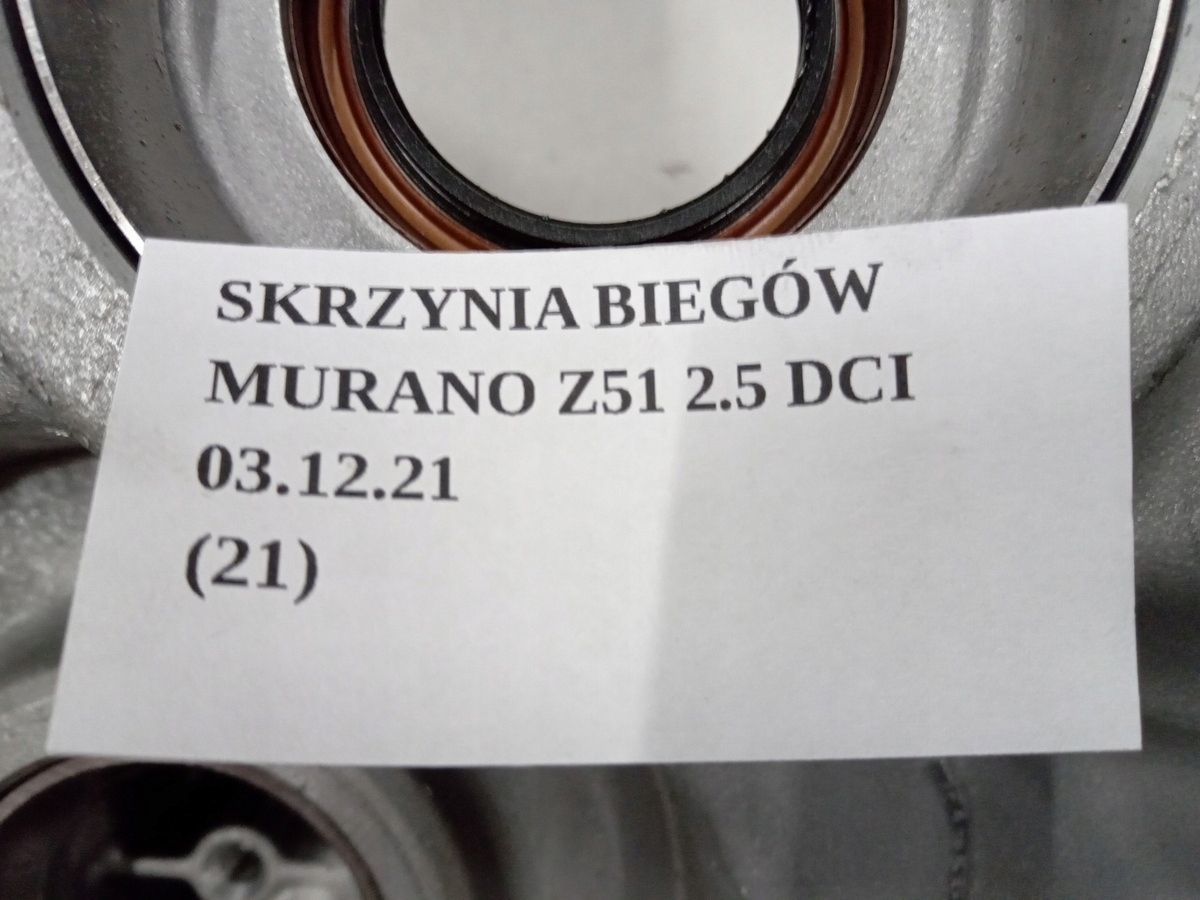 SKRZYNIA BIEGÓW
MURANO Z51 2.5 DCI
03.12.21
(21)